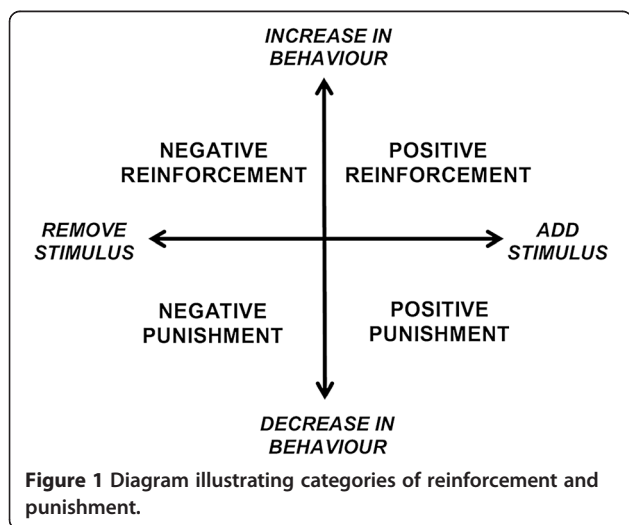 INCREASE IN
BEHAVIOUR
NEGATIVE
REINFORCEMENT
POSITIVE
REINFORCEMENT
REMOVE
STIMULUS
ADD
STIMULUS
NEGATIVE
PUNISHMENT
POSITIVE
PUNISHMENT
DECREASE IN
BEHAVIOUR
Figure 1 Diagram illustrating categories of reinforcement and
punishment.